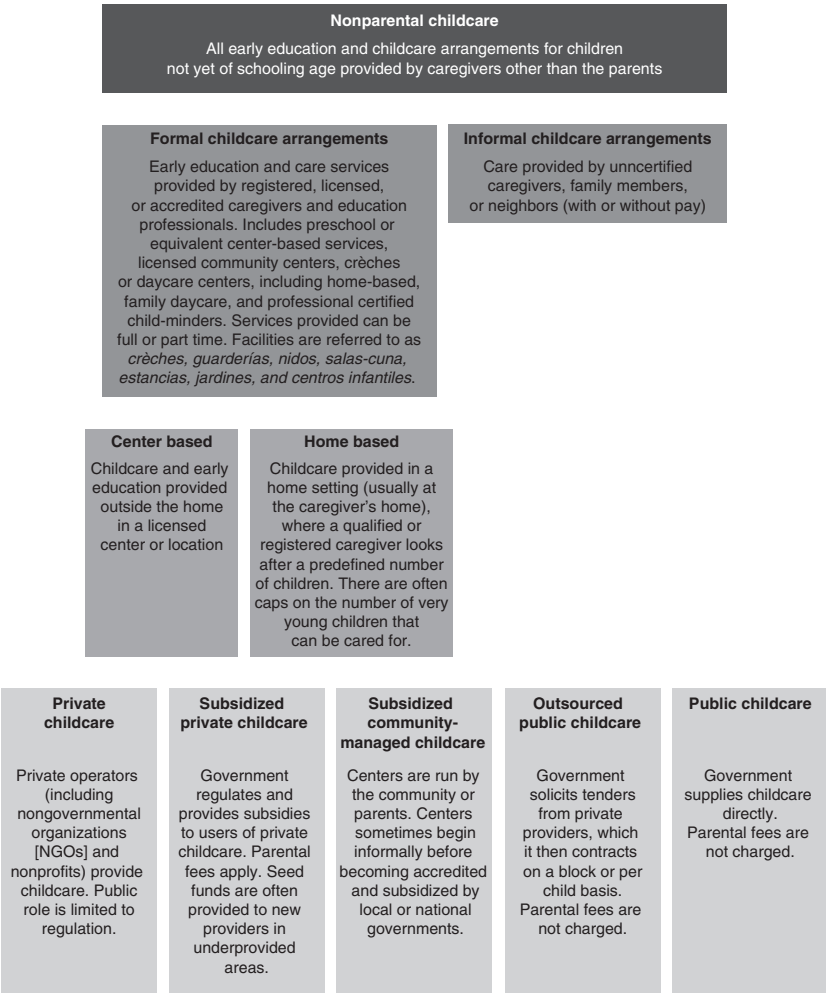 Nonparental childcare
All early education and childcare arrangements for children
not yet of schooling age provided by caregivers other than the parents
Formal childcare arrangements
Early education and care services
provided by registered, licensed,
or accredited caregivers and education
professionals. Includes preschool or
equivalent center-based services,
licensed community centers, crèches
or daycare centers, including home-based,
family daycare, and professional certified
child-minders. Services provided can be
full or part time. Facilities are referred to as
crèches, guarderías, nidos, salas-cuna,
estancias, jardines, and centros infantiles.
Informal childcare arrangements
Care provided by unncertified
caregivers, family members,
or neighbors (with or without pay)
Center based
Childcare and early
education provided
outside the home
in a licensed
center or location
Home based
Childcare provided in a
home setting (usually at
the caregiver's home),
where a qualified or
registered caregiver looks
after a predefined number
of children. There are often
caps on the number of very
young children that
can be cared for.
Private
childcare
Private operators
(including
nongovernmental
organizations
[NGOs] and
nonprofits) provide
childcare. Public
role is limited to
regulation.
Subsidized
private childcare
Government
regulates and
provides subsidies
to users of private
childcare. Parental
fees apply. Seed
funds are often
provided to new
providers in
underprovided
areas.
Subsidized
community-
managed childcare
Centers are run by
the community or
parents. Centers
sometimes begin
informally before
becoming accredited
and subsidized by
local or national
governments.
Outsourced
public childcare
Government
solicits tenders
from private
providers, which
it then contracts
on a block or per
child basis.
Parental fees are
not charged.
Public childcare
Government
supplies childcare
directly.
Parental fees are
not charged.